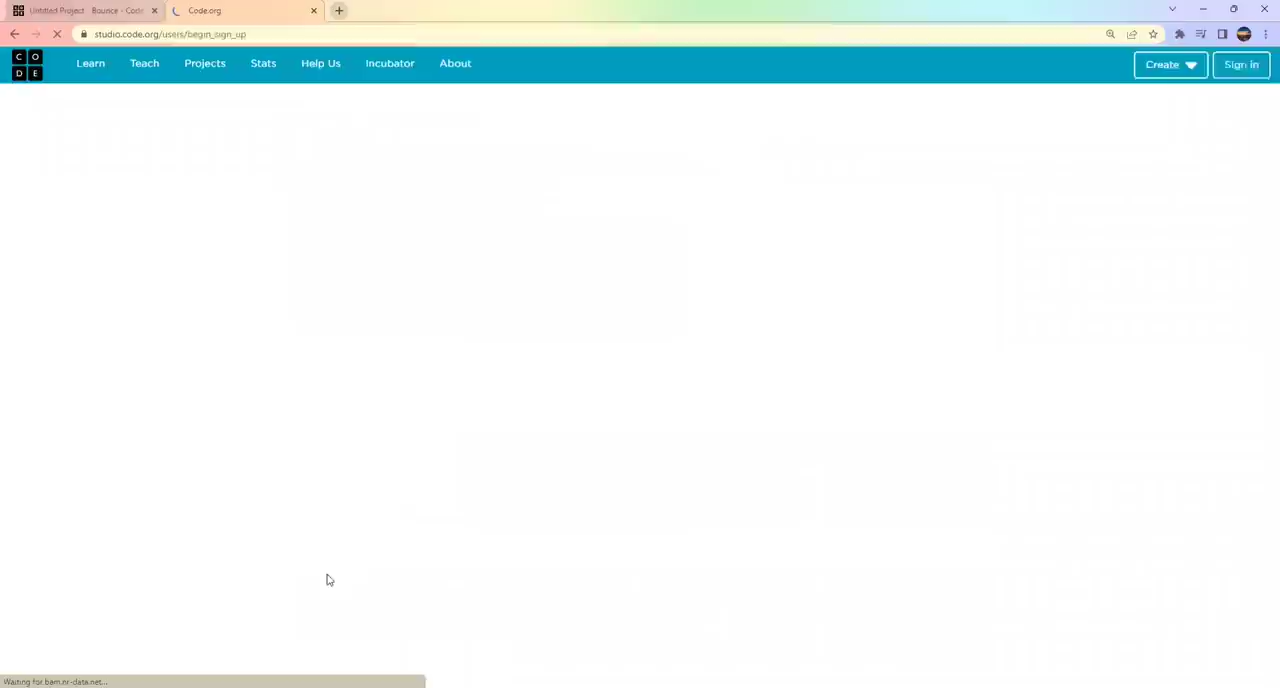 Untitled Project - Bounce - Code
Code.org
studio.code.org/users/begin_sign_up
C O
D E
Learn
Teach
Projects
Stats
Help Us
Incubator
About
Create
Sign in
Waiting for bam.nr-data.net...